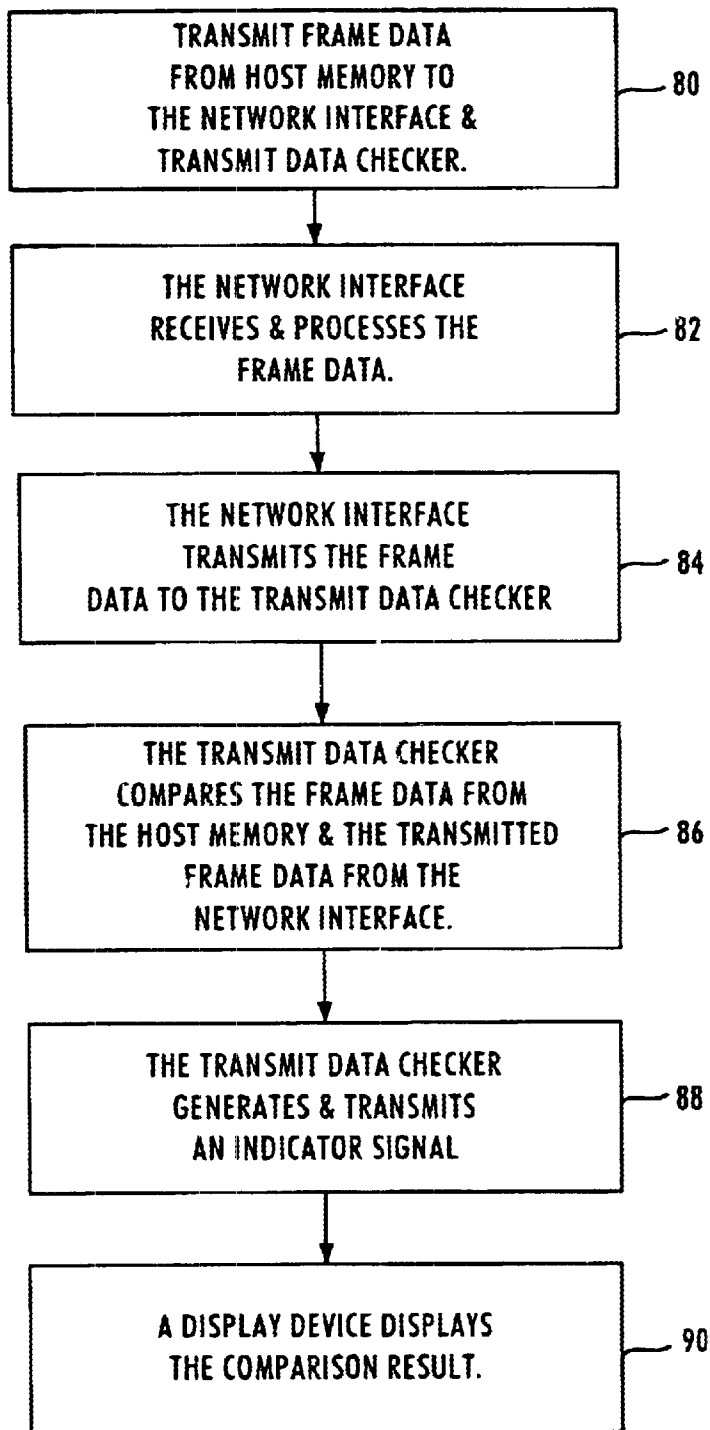 TRANSMIT FRAME DATA
FROM HOST MEMORY TO
THE NETWORK INTERFACE &
TRANSMIT DATA CHECKER.
80
THE NETWORK INTERFACE
RECEIVES & PROCESSES THE
FRAME DATA.
82
THE NETWORK INTERFACE
TRANSMITS THE FRAME
DATA TO THE TRANSMIT DATA CHECKER
84
THE TRANSMIT DATA CHECKER
COMPARES THE FRAME DATA FROM
THE HOST MEMORY & THE TRANSMITTED
FRAME DATA FROM THE
NETWORK INTERFACE.
86
THE TRANSMIT DATA CHECKER
GENERATES & TRANSMITS
AN INDICATOR SIGNAL
88
A DISPLAY DEVICE DISPLAYS
THE COMPARISON RESULT.
90